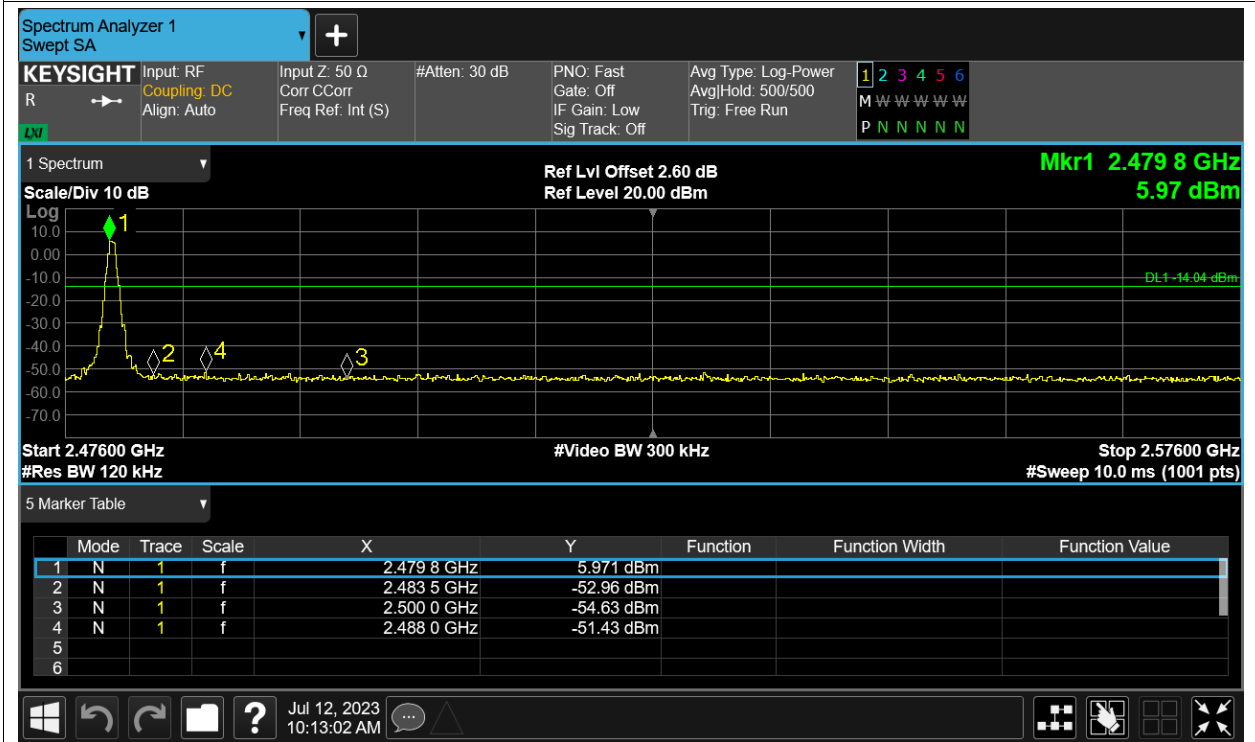 Spectrum Analyzer 1
Swept SA
+
KEYSIGHT Input: RF Input Z: 50 Ω #Atten: 30 dB PNO: Fast Avg Type: Log-Power 1 2 3 4 5 6
R Coupling: DC Corr CCorr Gate: Off Avg|Hold: 500/500 M W W W W W
Align: Auto Freq Ref: Int (S) IF Gain: Low Trig: Free Run
LXI Sig Track: Off P N N N N N
1 Spectrum Ref Lvl Offset 2.60 dB Mkr1 2.479 8 GHz
Scale/Div 10 dB Ref Level 20.00 dBm 5.97 dBm
Log
1
10.0
0.00
-10.0 DL1 -14.04 dBm
-20.0
-30.0
-40.0
2 4 3
-50.0
-60.0
-70.0
Start 2.47600 GHz #Video BW 300 kHz Stop 2.57600 GHz
#Res BW 120 kHz #Sweep 10.0 ms (1001 pts)
5 Marker Table
Mode Trace Scale X Y Function Function Width Function Value
1 N 1 f 2.479 8 GHz 5.971 dBm
2 N 1 f 2.483 5 GHz -52.96 dBm
3 N 1 f 2.500 0 GHz -54.63 dBm
4 N 1 f 2.488 0 GHz -51.43 dBm
5
6
? Jul 12, 2023
10:13:02 AM